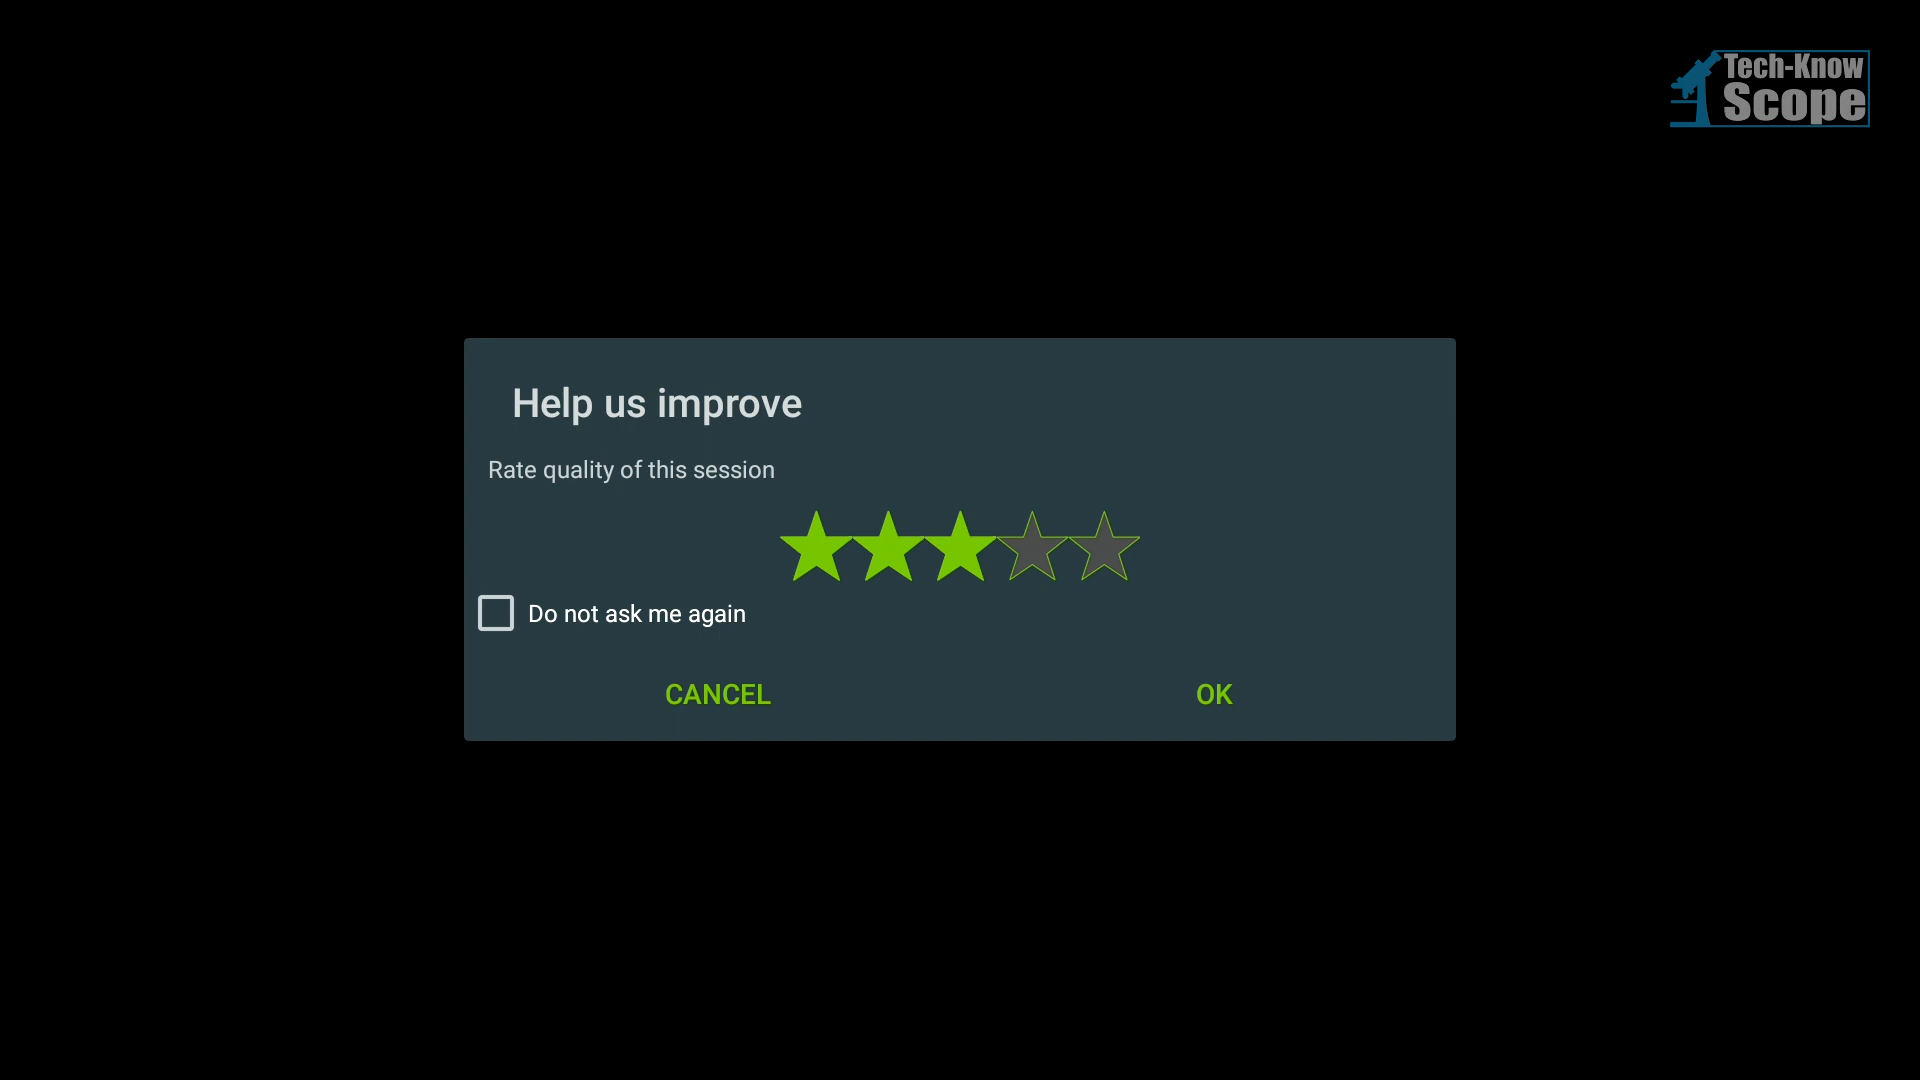 Tech-Know
Scope
Help us improve
Rate quality of this session
Do not ask me again
CANCEL
OK